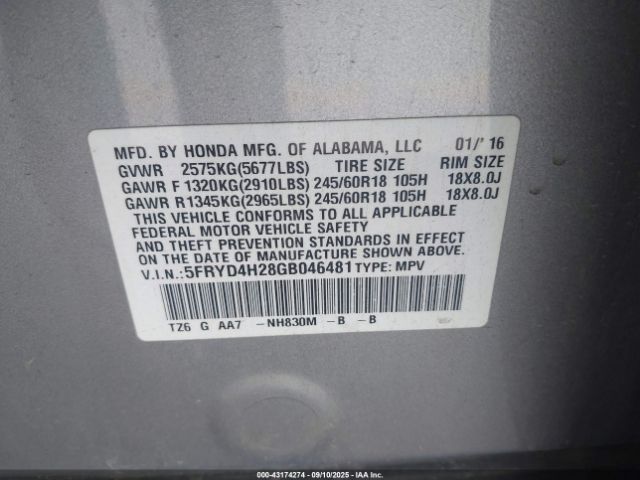 MFD. BY HONDA MFG. OF ALABAMA, LLC 01/'16
GVWR 2575KG(5677LBS) TIRE SIZE RIM SIZE
GAWR F 1320KG(2910LBS) 245/60R18 105H 18X8.0J
GAWR R 1345KG(2965LBS) 245/60R18 105H 18X8.0J
THIS VEHICLE CONFORMS TO ALL APPLICABLE
FEDERAL MOTOR VEHICLE SAFETY
AND THEFT PREVENTION STANDARDS IN EFFECT
ON THE DATE OF MANUFACTURE SHOWN ABOVE.
V.I.N.: 5FRYD4H28GB046481 TYPE: MPV
TZ6 G AA7 -NH830M -B -B
©-43174274 - 09/10/2025 - IAA Inc.